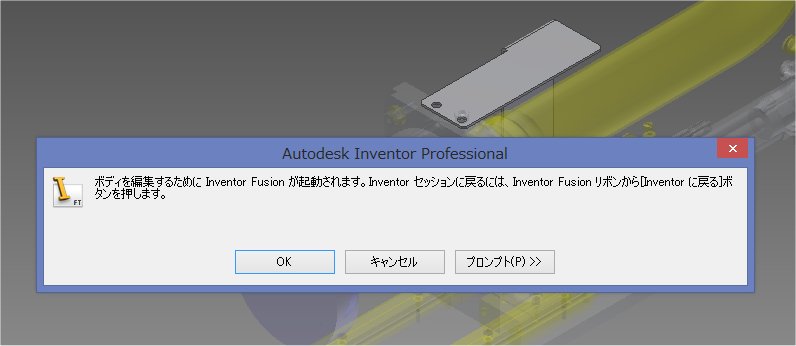 Autodesk Inventor Professional
ボディを編集するために Inventor Fusion が起動されます。Inventor セッションに戻るには、Inventor Fusion リボンから[Inventor に戻る]ボ
タンを押します。
FT
OK
キャンセル
プロンプト(P) >>